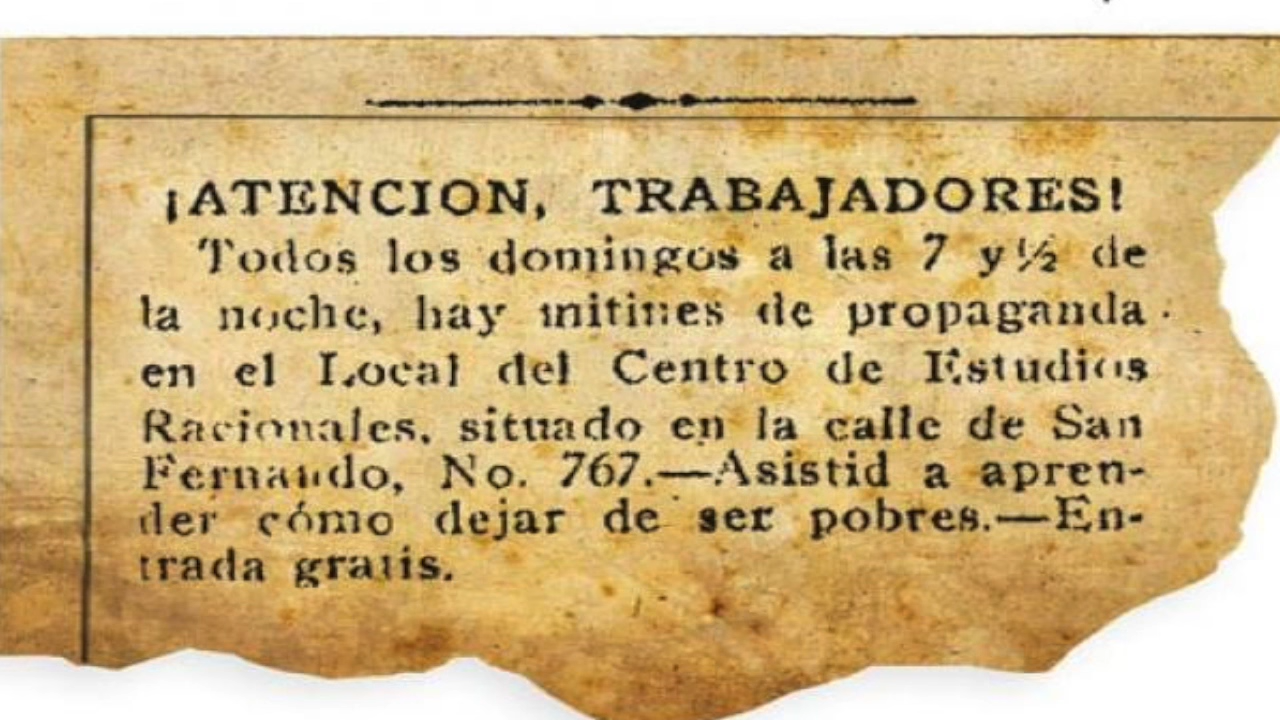 ¡ATENCION, TRABAJADORES!
Todos los domingos a las 7 y ½ de
la noche, hay mitines de propaganda
en el Local del Centro de Estudios
Racionales, situado en la calle de San
Fernando, No. 767.—Asistid a apren-
der cómo dejar de ser pobres.—En-
trada gratis.